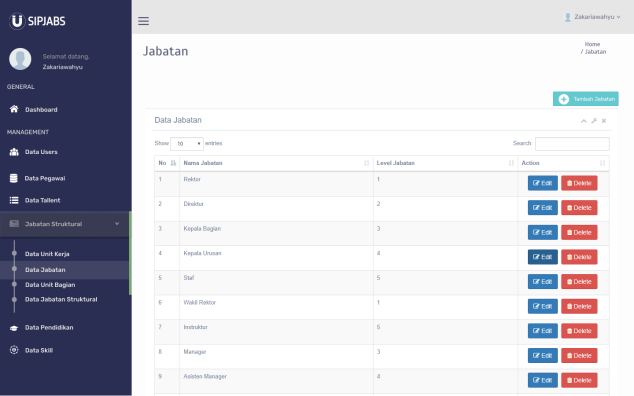 SIPJABS
Zakariawahyu
Selamat datang,
Zakariawahyu
Jabatan
Home
/ Jabatan
GENERAL
Dashboard
MANAGEMENT
Data Users
Data Pegawai
Data Tallent
Jabatan Struktural
Data Unit Kerja
Data Jabatan
Data Unit Bagian
Data Jabatan Struktural
Data Pendidikan
Data Skill
Tambah Jabatan
Data Jabatan
Show 10 entries Search:
No Nama Jabatan Level Jabatan Action
1 Rektor 1 Edit Delete
2 Direktur 2 Edit Delete
3 Kepala Bagian 3 Edit Delete
4 Kepala Urusan 4 Edit Delete
5 Staf 5 Edit Delete
6 Wakil Rektor 1 Edit Delete
7 Instruktur 5 Edit Delete
8 Manager 3 Edit Delete
9 Asisten Manager 4 Edit Delete